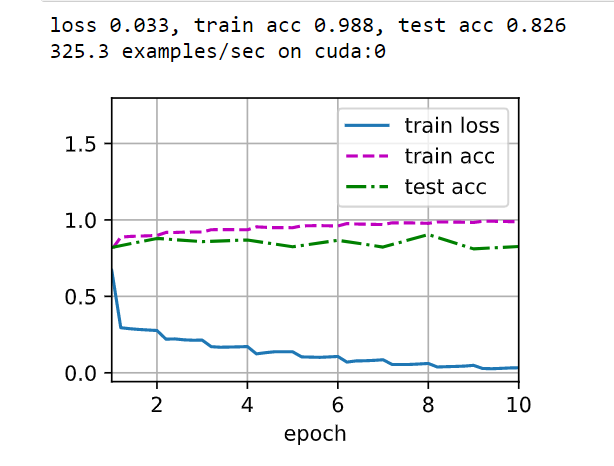 loss 0.033, train acc 0.988, test acc 0.826
325.3 examples/sec on cuda:0
train loss
train acc
test acc
1.5
1.0
0.5
0.0
2 4 6 8 10
epoch